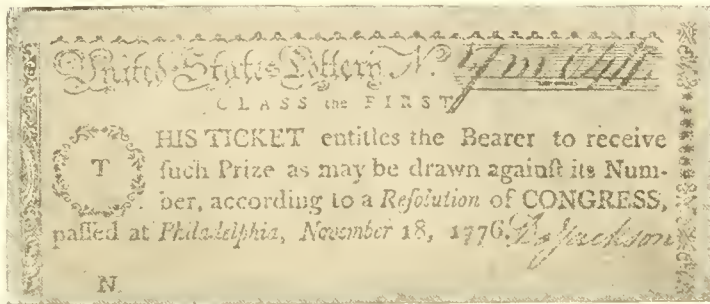 United States Lottery Nº.
CLASS the FIRST
THIS TICKET entitles the Bearer to receive
ſuch Prize as may be drawn againſt its Num-
ber, according to a Reſolution of CONGRESS,
paſſed at Philadelphia, November 18, 1776. Jackson
N